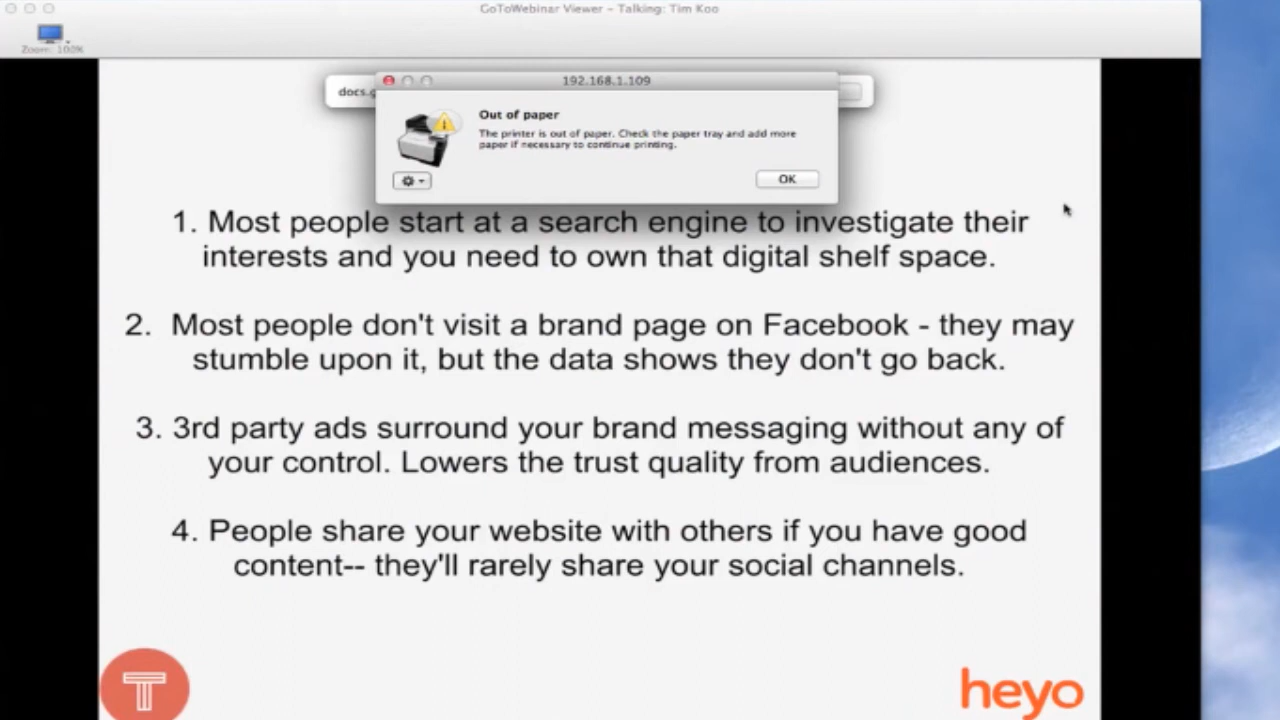 GoToWebinar Viewer - Talking: Tim Koo
Zoom: 100%
192.168.1.109
Out of paper
The printer is out of paper. Check the paper tray and add more
paper if necessary to continue printing.
OK
1. Most people start at a search engine to investigate their
interests and you need to own that digital shelf space.
2. Most people don't visit a brand page on Facebook - they may
stumble upon it, but the data shows they don't go back.
3. 3rd party ads surround your brand messaging without any of
your control. Lowers the trust quality from audiences.
4. People share your website with others if you have good
content-- they'll rarely share your social channels.
T
heyo